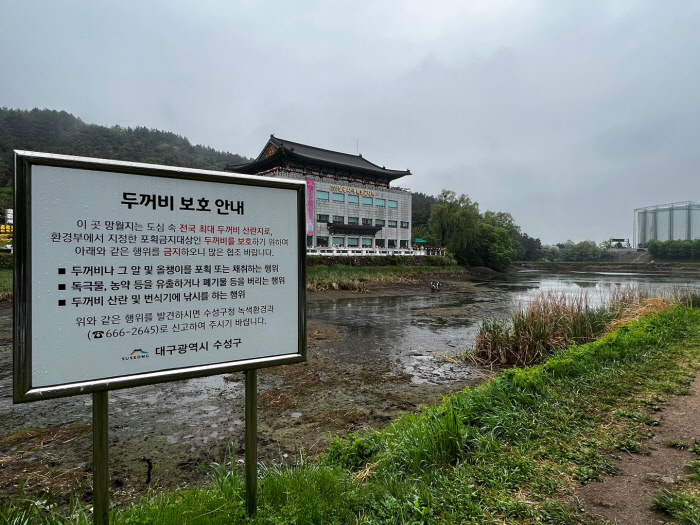 두꺼비 보호 안내
이 곳 망월지는 도심 속 전국 최대 두꺼비 산란지로,
환경부에서 지정한 포획금지대상인 두꺼비를 보호하기 위하여
아래와 같은 행위를 금지하오니 많은 협조 바랍니다.
■ 두꺼비나 그 알 및 올챙이를 포획 또는 채취하는 행위
■ 독극물, 농약 등을 유출하거나 폐기물 등을 버리는 행위
■ 두꺼비 산란 및 번식기에 낚시를 하는 행위
위와 같은 행위를 발견하시면 수성구청 녹색환경과
(☎666-2645)로 신고하여 주시기 바랍니다.
SUSEONG 대구광역시 수성구